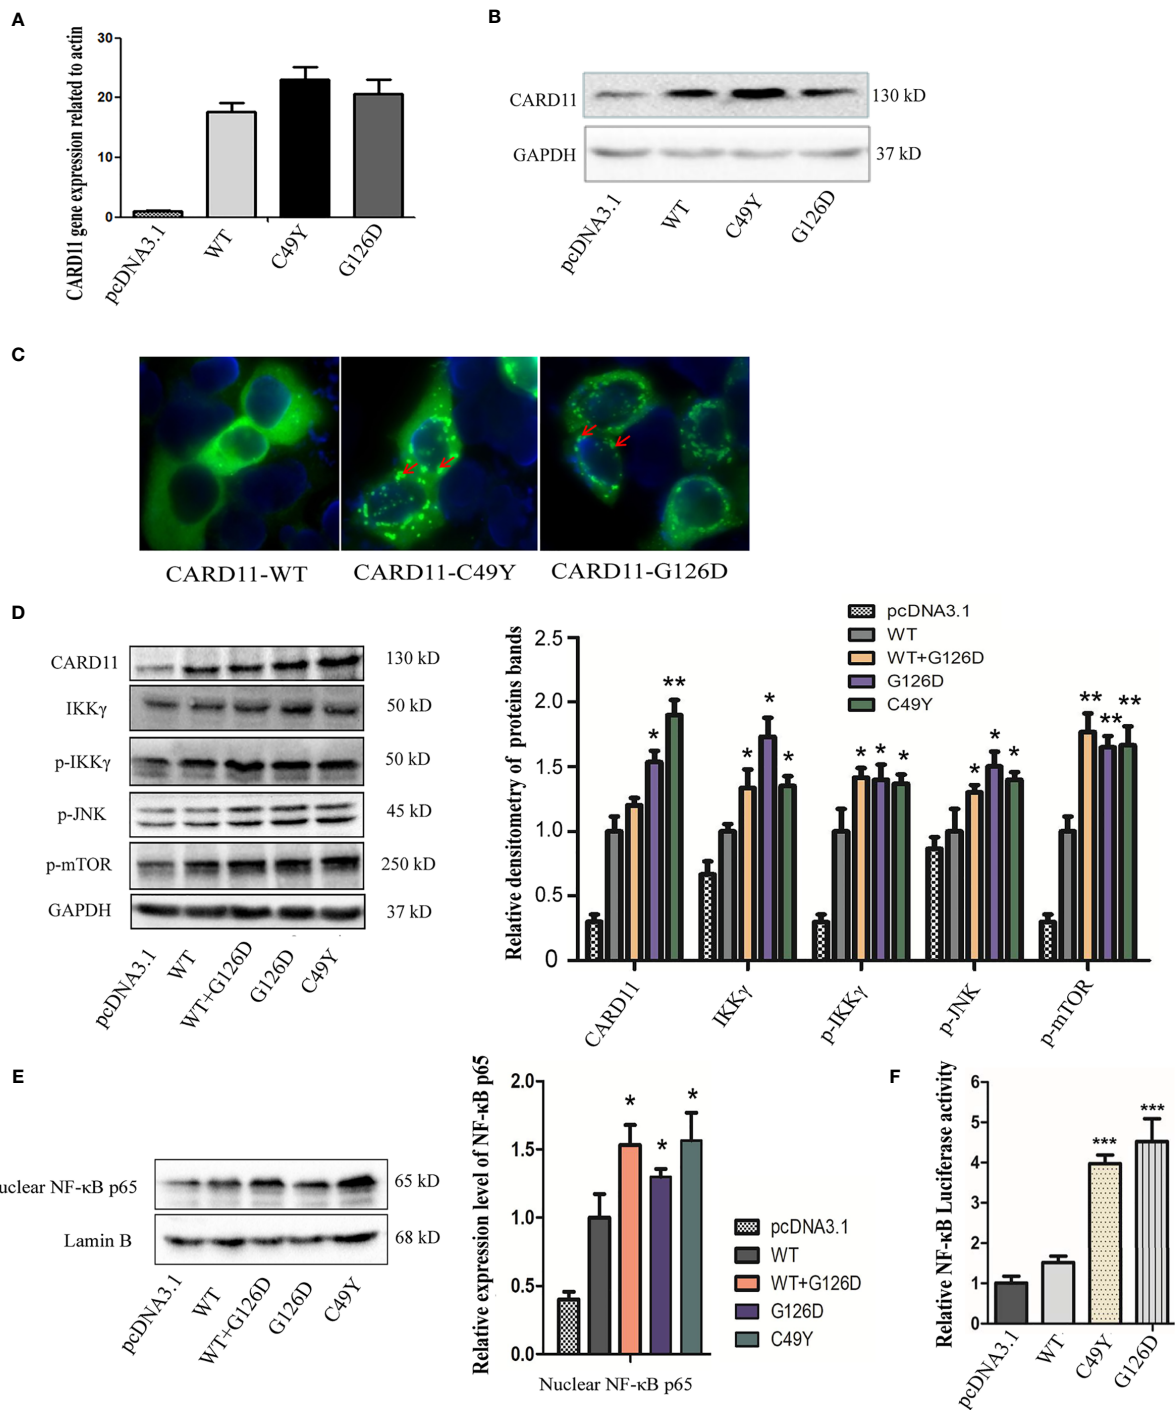 A
CARD11 gene expression related to actin
30
20
10
0
pcDNA3.1
WT
C49Y
G126D
B
CARD11
130 kD
GAPDH
37 kD
pcDNA3.1
WT
C49Y
G126D
C
CARD11-WT
CARD11-C49Y
CARD11-G126D
D
CARD11
130 kD
IKKγ
50 kD
p-IKKγ
50 kD
p-JNK
45 kD
p-mTOR
250 kD
GAPDH
37 kD
pcDNA3.1
WT
WT+G126D
G126D
C49Y
Relative densitometry of proteins bands
2.5
2.0
1.5
1.0
0.5
0
pcDNA3.1
WT
WT+G126D
G126D
C49Y
*
**
*
*
*
*
*
*
*
*
*
**
**
**
CARD11
IKKγ
p-IKKγ
p-JNK
p-mTOR
E
uclear NF-κB p65
65 kD
Lamin B
68 kD
pcDNA3.1
WT
WT+G126D
G126D
C49Y
Relative expression level of NF-κB p65
2.0
1.5
1.0
0.5
0.0
*
*
*
Nuclear NF-κB p65
pcDNA3.1
WT
WT+G126D
G126D
C49Y
F
Relative NF-κB Luciferase activity
6
5
4
3
2
1
0
***
***
pcDNA3.1
WT
C49Y
G126D